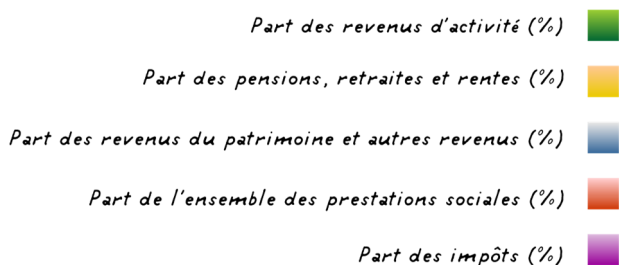 Part des revenus d'activité (%)
Part des pensions, retraites et rentes (%)
Part des revenus du patrimoine et autres revenus (%)
Part de l'ensemble des prestations sociales (%)
Part des impôts (%)